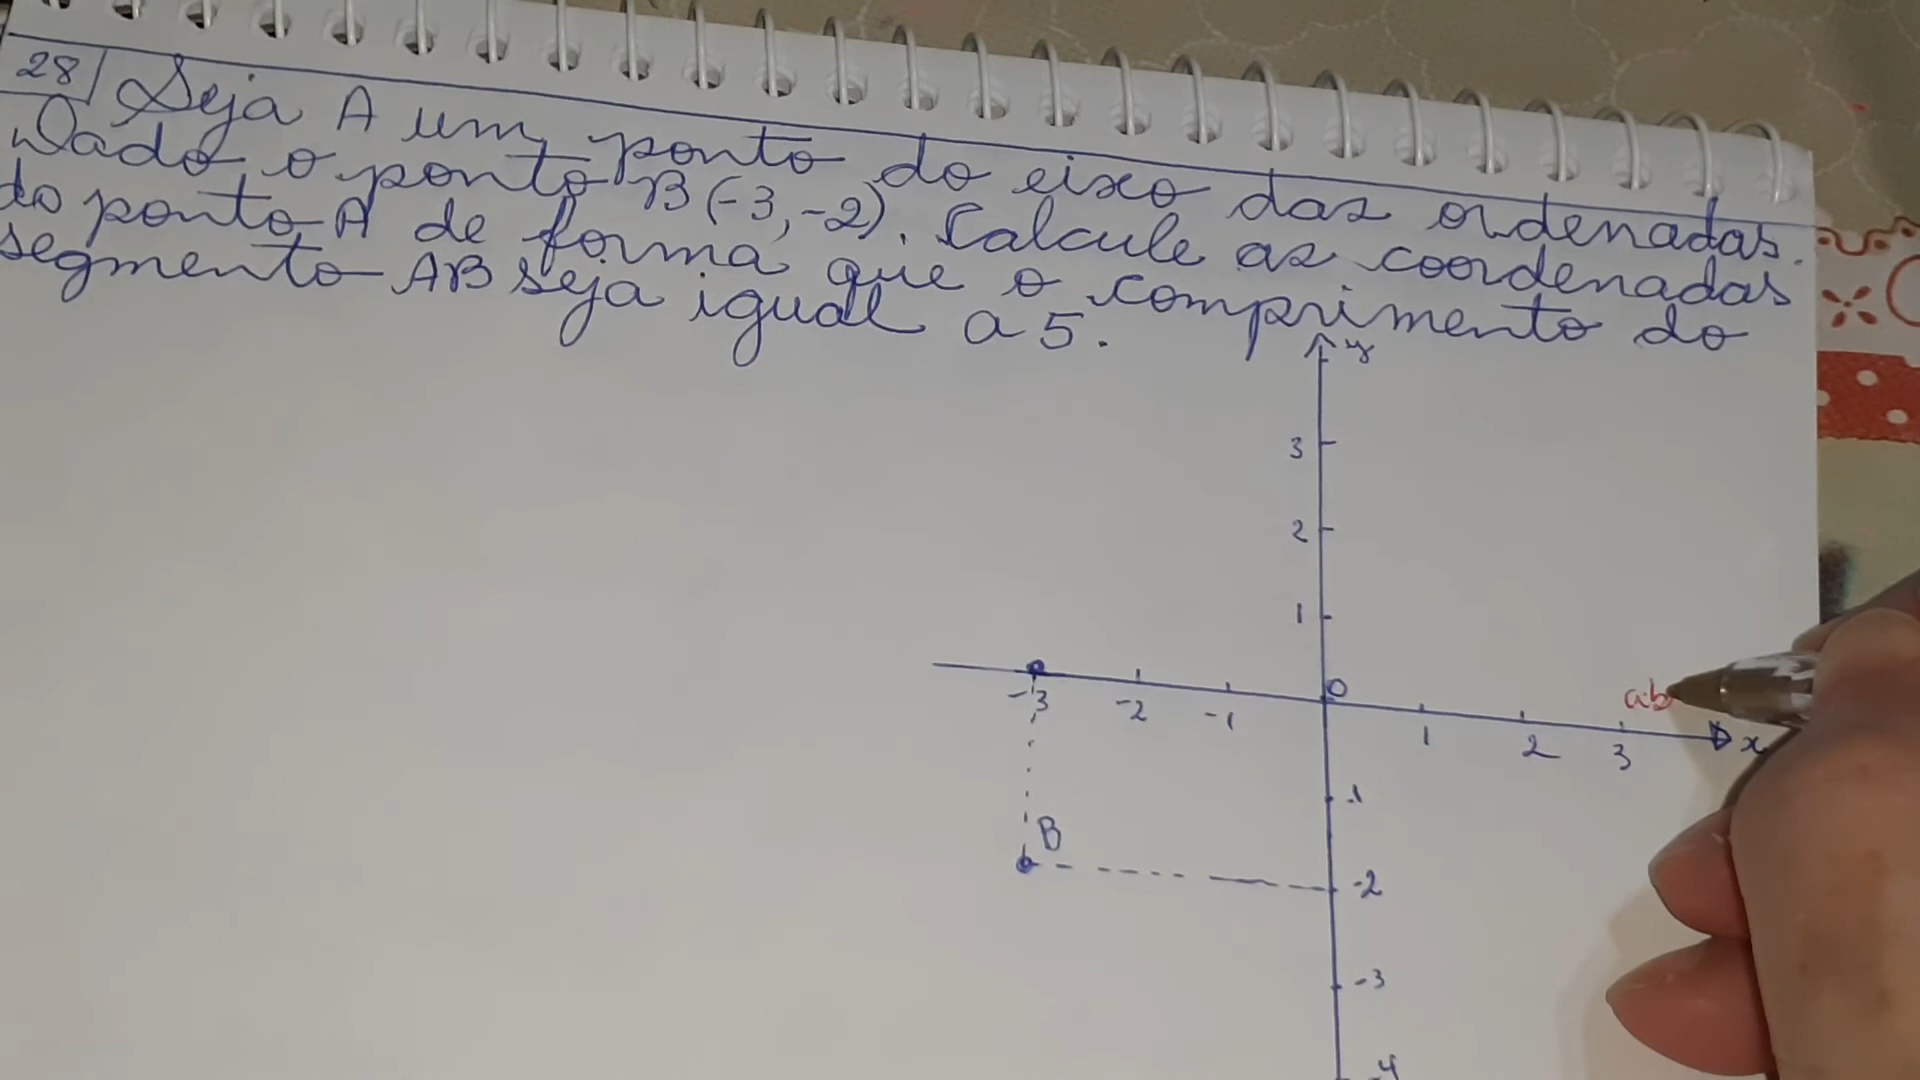 28) Seja A um ponto do eixo das ordenadas.
Dado o ponto B(-3,-2). Calcule as coordenadas
do ponto A de forma que o comprimento do
segmento AB seja igual a 5.
y
3
2
1
0
-3 -2 -1 1 2 3 x
ab
-1
B
-2
-3
-4